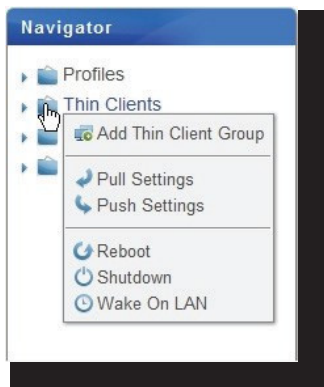 Navigator
Profiles
Thin Clients
Add Thin Client Group
Pull Settings
Push Settings
Reboot
Shutdown
Wake On LAN